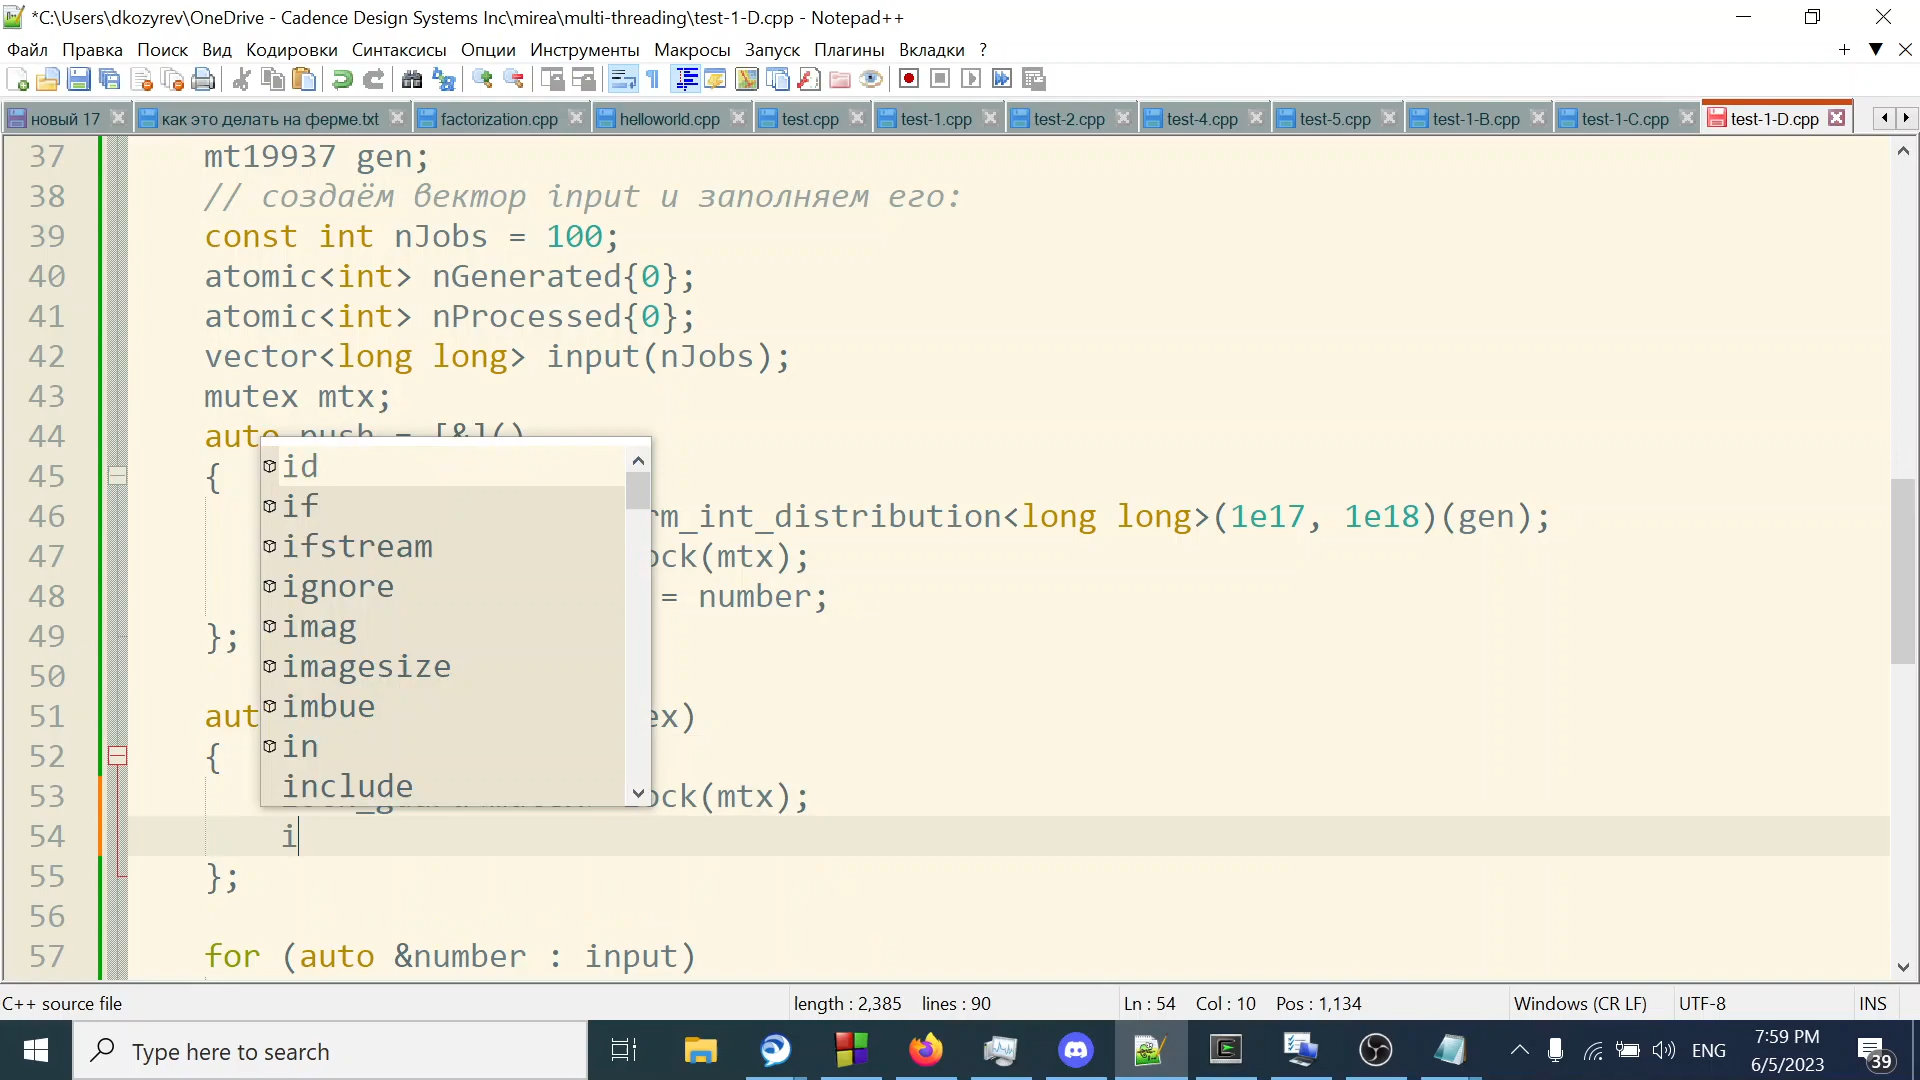 *C:\Users\dkozyrev\OneDrive - Cadence Design Systems Inc\mirea\multi-threading\test-1-D.cpp - Notepad++
Файл Правка Поиск Вид Кодировки Синтаксисы Опции Инструменты Макросы Запуск Плагины Вкладки ?
новый 17 как это делать на ферме.txt factorization.cpp helloworld.cpp test.cpp test-1.cpp test-2.cpp test-4.cpp test-5.cpp test-1-B.cpp test-1-C.cpp test-1-D.cpp
37 mt19937 gen;
38 // создаём вектор input и заполняем его:
39 const int nJobs = 100;
40 atomic<int> nGenerated{0};
41 atomic<int> nProcessed{0};
42 vector<long long> input(nJobs);
43 mutex mtx;
44 auto push = [&]()
45 {
46 rm_int_distribution<long long>(1e17, 1e18)(gen);
47 ock(mtx);
48 = number;
49 };
50
51 aut ex)
52 {
53 ock(mtx);
54 i
55 };
56
57 for (auto &number : input)
id
if
ifstream
ignore
imag
imagesize
imbue
in
include
C++ source file length : 2,385 lines : 90 Ln : 54 Col : 10 Pos : 1,134 Windows (CR LF) UTF-8 INS
Type here to search
ENG
7:59 PM
6/5/2023
39